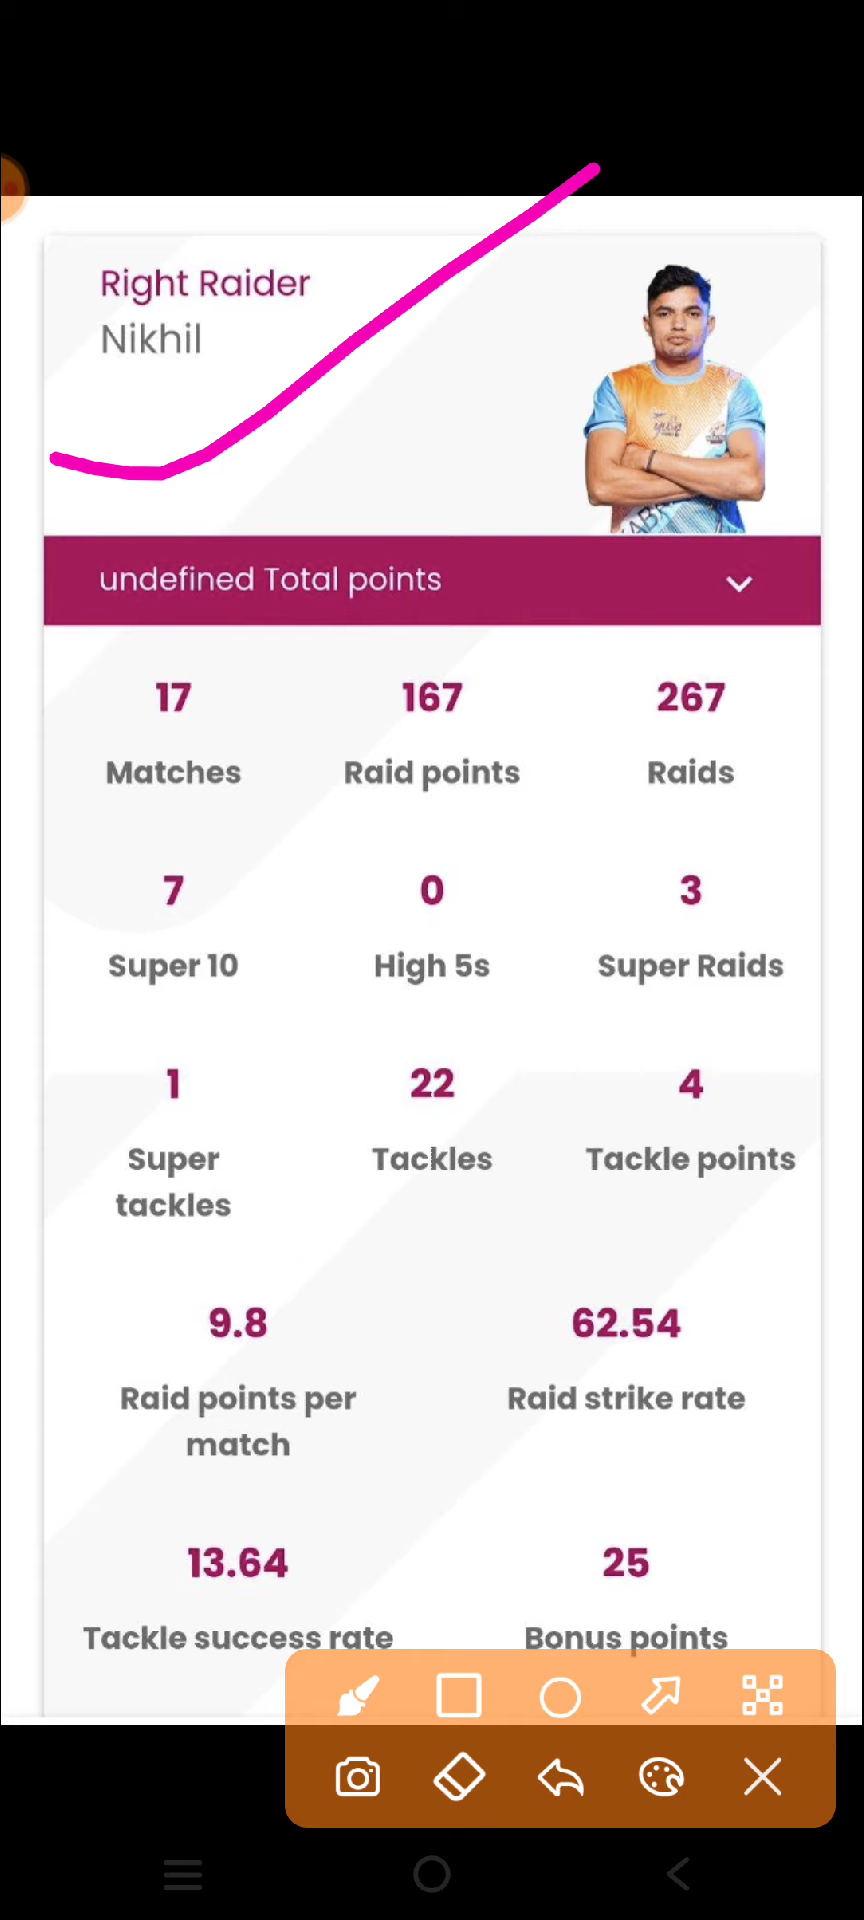 Right Raider
Nikhil
undefined Total points
17 167 267
Matches Raid points Raids
7 0 3
Super 10 High 5s Super Raids
1 22 4
Super Tackles Tackle points
tackles
9.8 62.54
Raid points per Raid strike rate
match
13.64 25
Tackle success rate Bonus points